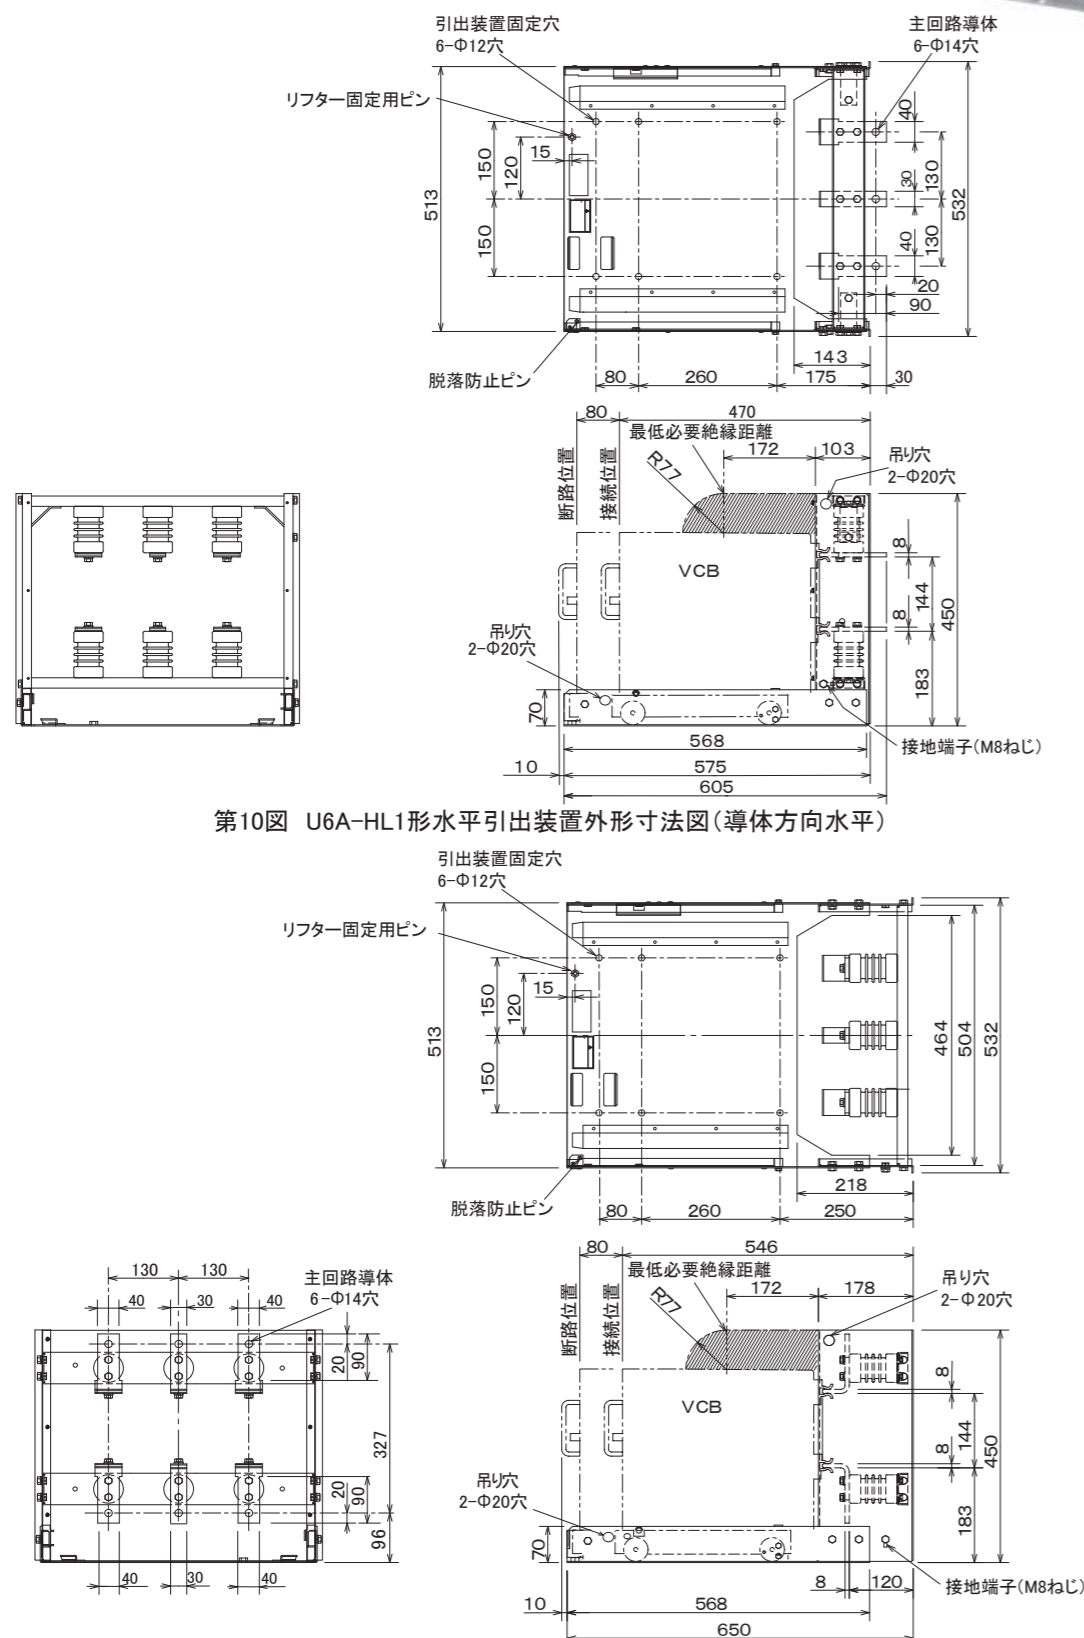 引出装置固定穴
6-Φ12穴
主回路導体
6-Φ14穴
リフター固定用ピン
15
150
120
150
513
40
30
40
130
130
532
20
90
脱落防止ピン
143
80
260
175
30
80
470
最低必要絶縁距離
172
103
吊り穴
2-Φ20穴
断路位置
接続位置
R77
VCB
8
144
8
450
183
吊り穴
2-Φ20穴
70
接地端子(M8ねじ)
568
10
575
605
第10図 U6A-HL1形水平引出装置外形寸法図(導体方向水平)
引出装置固定穴
6-Φ12穴
リフター固定用ピン
15
150
120
150
513
464
504
532
218
脱落防止ピン
80
260
250
80
546
最低必要絶縁距離
172
178
吊り穴
2-Φ20穴
断路位置
接続位置
R77
VCB
8
144
8
450
183
130
130
主回路導体
6-Φ14穴
40
30
40
20
90
327
20
90
96
40
30
40
吊り穴
2-Φ20穴
70
8
120
接地端子(M8ねじ)
10
568
650